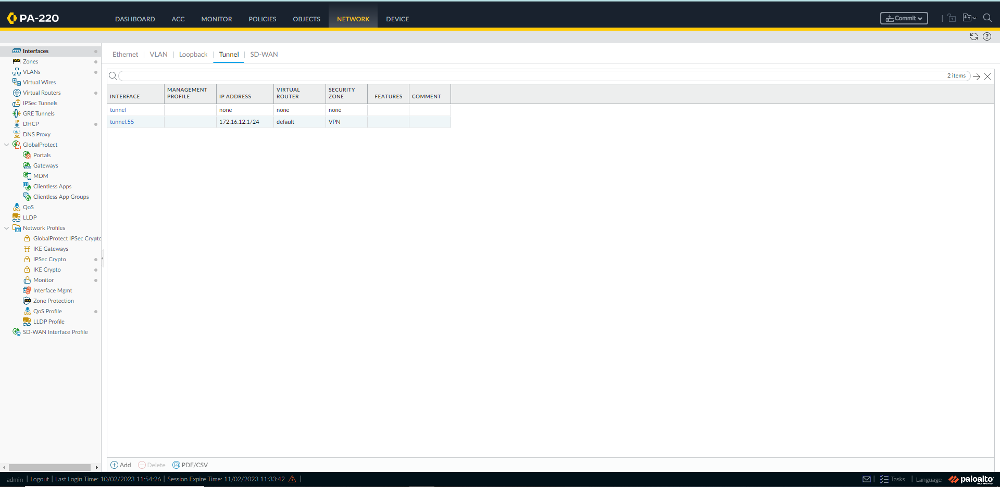 PA-220
DASHBOARD ACC MONITOR POLICIES OBJECTS NETWORK DEVICE
Commit
Interfaces
Zones
VLANs
Virtual Wires
Virtual Routers
IPSec Tunnels
GRE Tunnels
DHCP
DNS Proxy
GlobalProtect
Portals
Gateways
MDM
Clientless Apps
Clientless App Groups
QoS
LLDP
Network Profiles
GlobalProtect IPSec Crypto
IKE Gateways
IPSec Crypto
IKE Crypto
Monitor
Interface Mgmt
Zone Protection
QoS Profile
LLDP Profile
SD-WAN Interface Profile
Ethernet | VLAN | Loopback | Tunnel | SD-WAN
2 items
INTERFACE MANAGEMENT PROFILE IP ADDRESS VIRTUAL ROUTER SECURITY ZONE FEATURES COMMENT
tunnel none none none
tunnel.55 172.16.12.1/24 default VPN
Add Delete PDF/CSV
admin | Logout | Last Login Time: 10/02/2023 11:54:26 | Session Expire Time: 11/02/2023 11:33:42 |
Tasks | Language paloalto NETWORKS